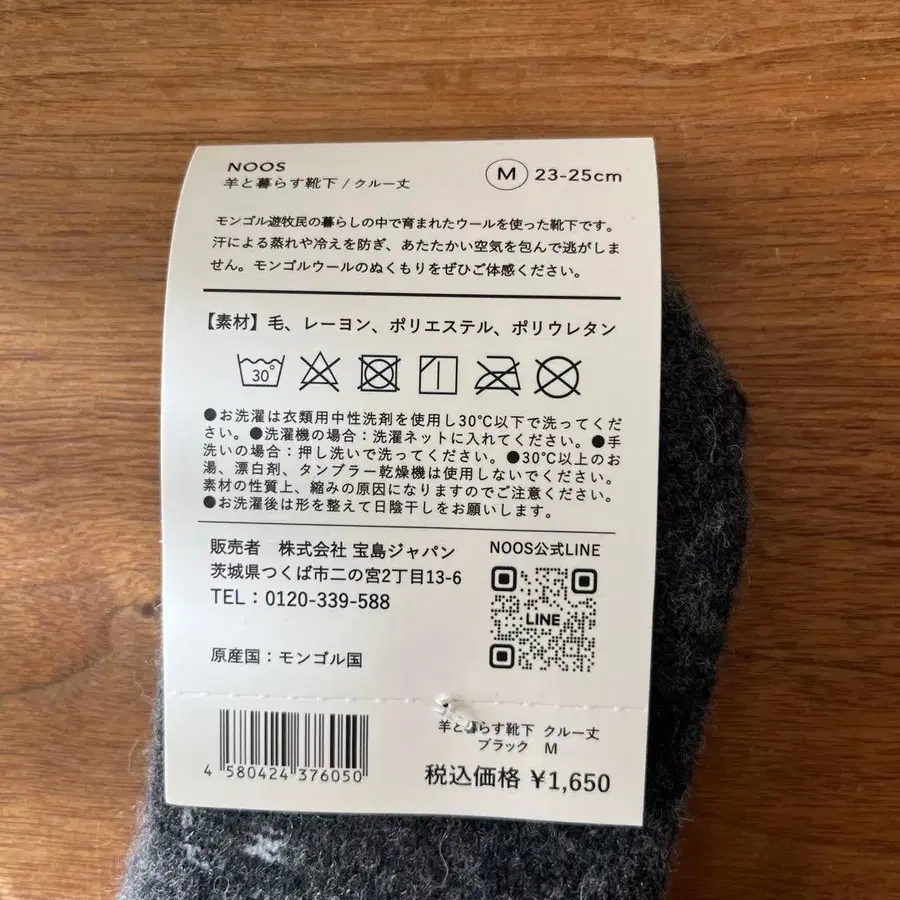 NOOS
羊と暮らす靴下 / クルー丈
M 23-25cm
モンゴル遊牧民の暮らしの中で育まれたウールを使った靴下です。
汗による蒸れや冷えを防ぎ、あたたかい空気を包んで逃がしま
せん。モンゴルウールのぬくもりをぜひご体感ください。
【素材】毛、レーヨン、ポリエステル、ポリウレタン
30°
●お洗濯は衣類用中性洗剤を使用し30℃以下で洗ってくだ
さい。●洗濯機の場合：洗濯ネットに入れてください。●手
洗いの場合：押し洗いで洗ってください。●30℃以上のお
湯、漂白剤、タンブラー乾燥機は使用しないでください。
素材の性質上、縮みの原因になりますのでご注意ください。
●お洗濯後は形を整えて日陰干しをお願いします。
販売者 株式会社 宝島ジャパン
茨城県つくば市二の宮2丁目13-6
TEL：0120-339-588
原産国：モンゴル国
NOOS公式LINE
LINE
4 580424 376050
羊と暮らす靴下 クルー丈
ブラック M
税込価格 ¥1,650